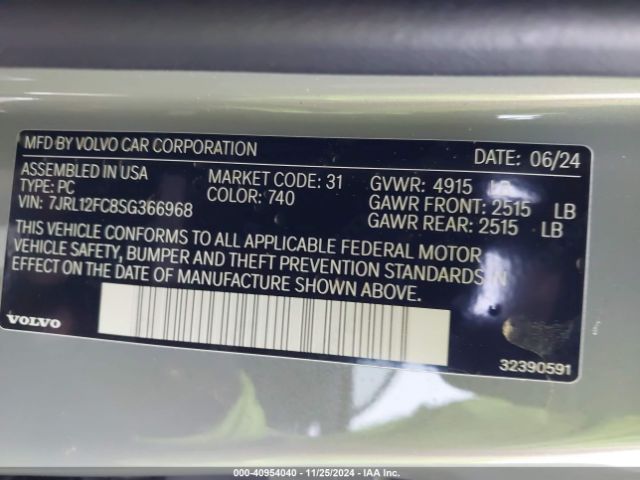 MFD BY VOLVO CAR CORPORATION DATE: 06/24
ASSEMBLED IN USA MARKET CODE: 31 GVWR: 4915 LB
TYPE: PC COLOR: 740 GAWR FRONT: 2515 LB
VIN: 7JRL12FC8SG366968 GAWR REAR: 2515 LB
THIS VEHICLE CONFORMS TO ALL APPLICABLE FEDERAL MOTOR
VEHICLE SAFETY, BUMPER AND THEFT PREVENTION STANDARDS IN
EFFECT ON THE DATE OF MANUFACTURE SHOWN ABOVE.
VOLVO
32390591
000-40954040 - 11/25/2024 - IAA Inc.